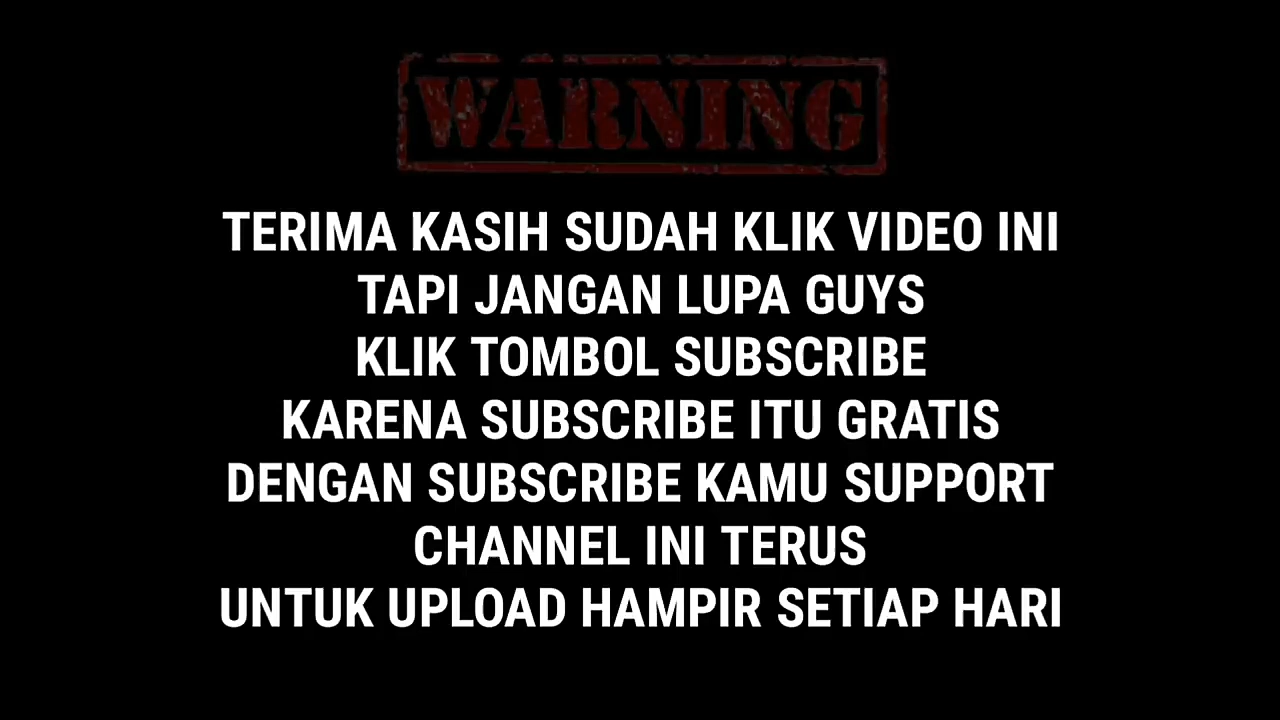 WARNING
TERIMA KASIH SUDAH KLIK VIDEO INI
TAPI JANGAN LUPA GUYS
KLIK TOMBOL SUBSCRIBE
KARENA SUBSCRIBE ITU GRATIS
DENGAN SUBSCRIBE KAMU SUPPORT
CHANNEL INI TERUS
UNTUK UPLOAD HAMPIR SETIAP HARI